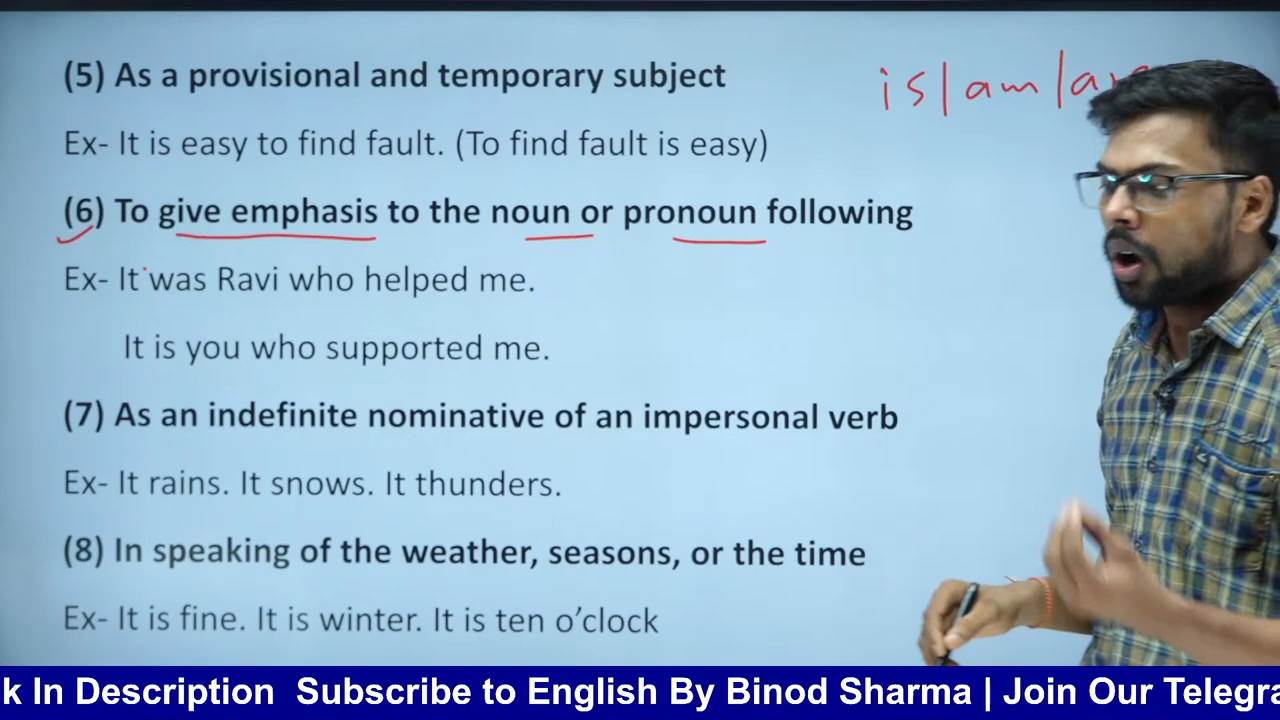 (5) As a provisional and temporary subject
is/am/are
Ex- It is easy to find fault. (To find fault is easy)
(6) To give emphasis to the noun or pronoun following
Ex- It was Ravi who helped me.
It is you who supported me.
(7) As an indefinite nominative of an impersonal verb
Ex- It rains. It snows. It thunders.
(8) In speaking of the weather, seasons, or the time
Ex- It is fine. It is winter. It is ten o’clock
k In Description Subscribe to English By Binod Sharma | Join Our Telegra